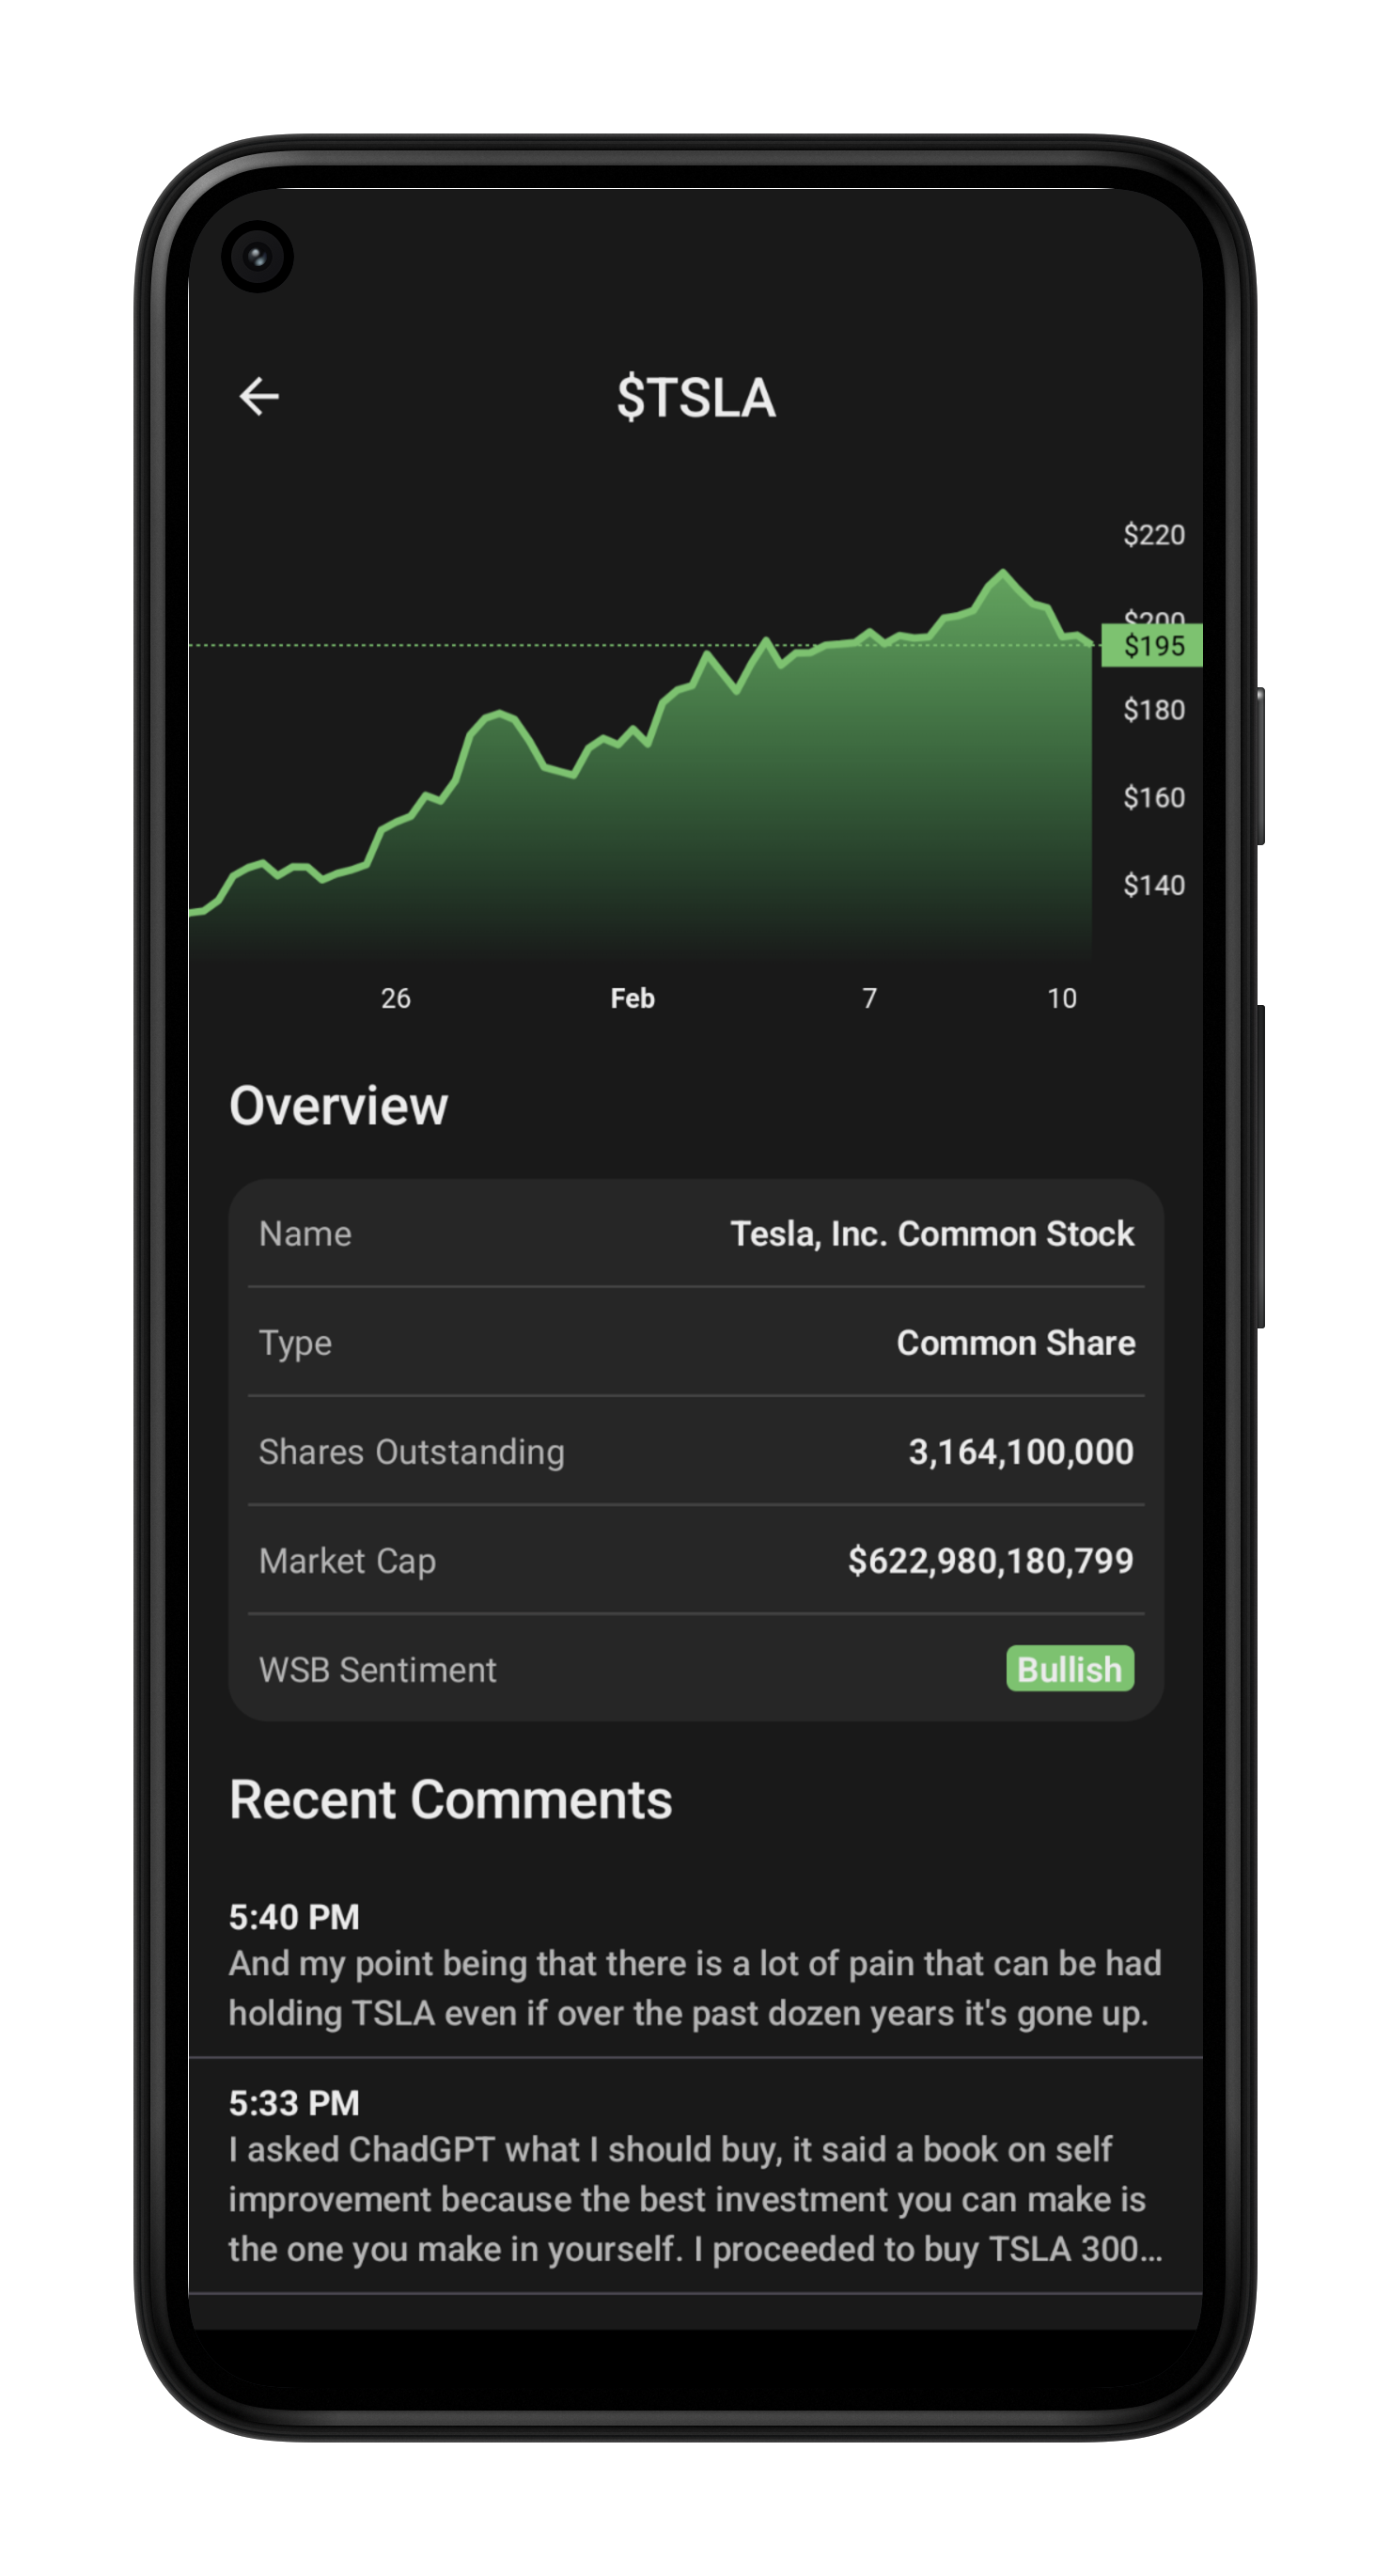 $TSLA
$220
$200
$195
$180
$160
$140
26 Feb 7 10
Overview
Name Tesla, Inc. Common Stock
Type Common Share
Shares Outstanding 3,164,100,000
Market Cap $622,980,180,799
WSB Sentiment Bullish
Recent Comments
5:40 PM
And my point being that there is a lot of pain that can be had
holding TSLA even if over the past dozen years it's gone up.
5:33 PM
I asked ChadGPT what I should buy, it said a book on self
improvement because the best investment you can make is
the one you make in yourself. I proceeded to buy TSLA 300...